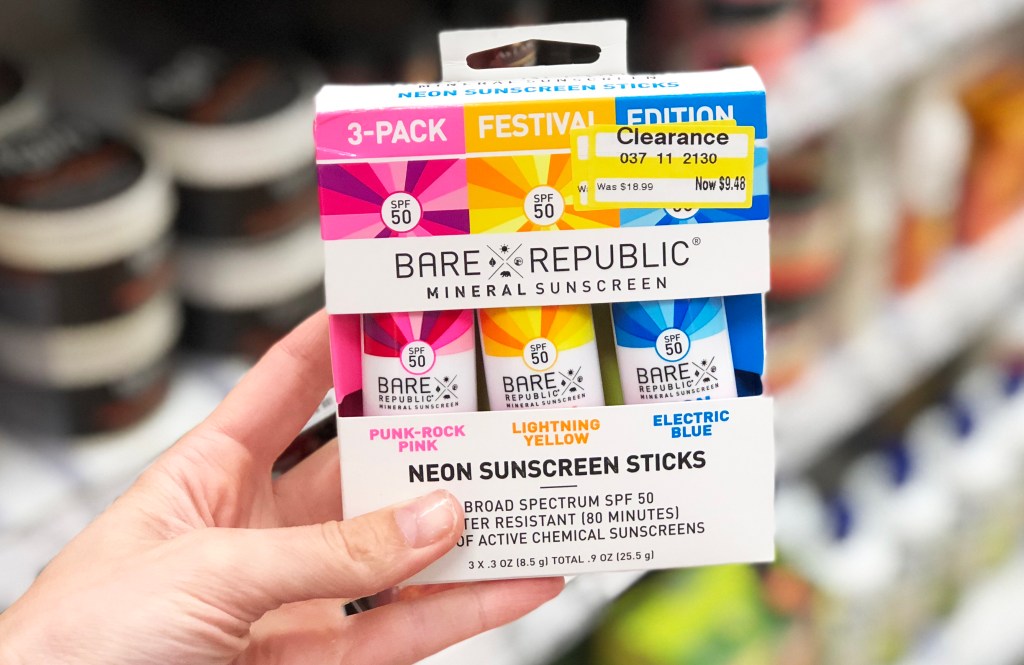 MINERAL SUNSCREEN
NEON SUNSCREEN STICKS
3-PACK FESTIVAL EDITION
Clearance
037 11 2130
Was $18.99 Now $9.48
SPF
50
SPF
50
50
BARE REPUBLIC®
MINERAL SUNSCREEN
SPF
50
BARE
REPUBLIC
MINERAL SUNSCREEN
SPF
50
BARE
REPUBLIC
MINERAL SUNSCREEN
SPF
50
BARE
REPUBLIC
MINERAL SUNSCREEN
PUNK-ROCK
PINK
LIGHTNING
YELLOW
ELECTRIC
BLUE
NEON SUNSCREEN STICKS
BROAD SPECTRUM SPF 50
TER RESISTANT (80 MINUTES)
OF ACTIVE CHEMICAL SUNSCREENS
3 X .3 OZ (8.5 g) TOTAL .9 OZ (25.5 g)